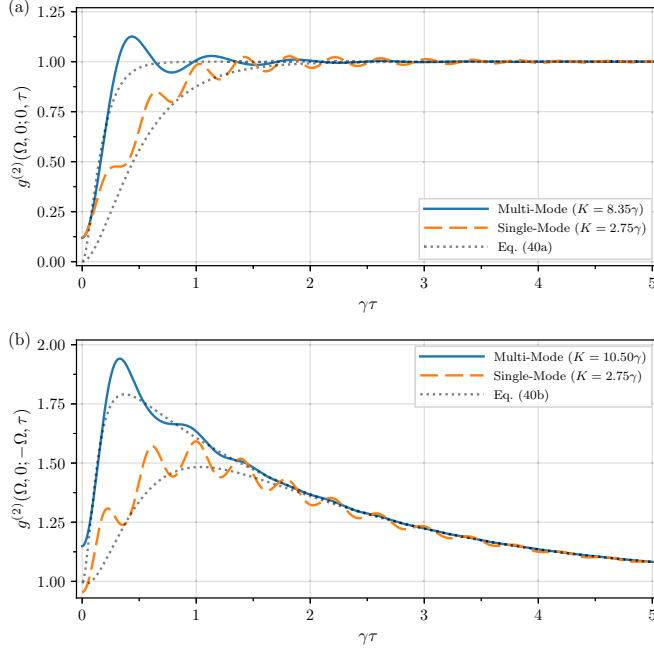 (a)
1.25
1.00
0.75
0.50
0.25
0.00
g^{(2)}(Ω, 0; 0, τ)
Multi-Mode (K = 8.35γ)
Single-Mode (K = 2.75γ)
Eq. (40a)
0 1 2 3 4 5
γτ
(b)
2.00
1.75
1.50
1.25
1.00
g^{(2)}(Ω, 0; −Ω, τ)
Multi-Mode (K = 10.50γ)
Single-Mode (K = 2.75γ)
Eq. (40b)
0 1 2 3 4 5
γτ